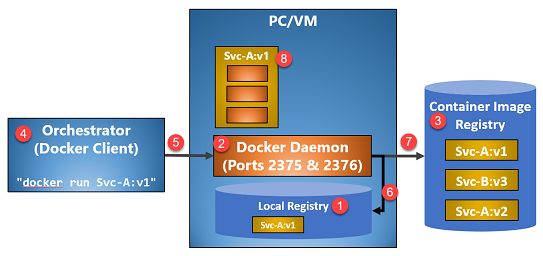 PC/VM
Svc-A:v1
8
4
Orchestrator
(Docker Client)
"docker run Svc-A:v1"
5
2
Docker Daemon
(Ports 2375 & 2376)
7
6
Local Registry
1
Svc-A:v1
Container Image
3
Registry
Svc-A:v1
Svc-B:v3
Svc-A:v2